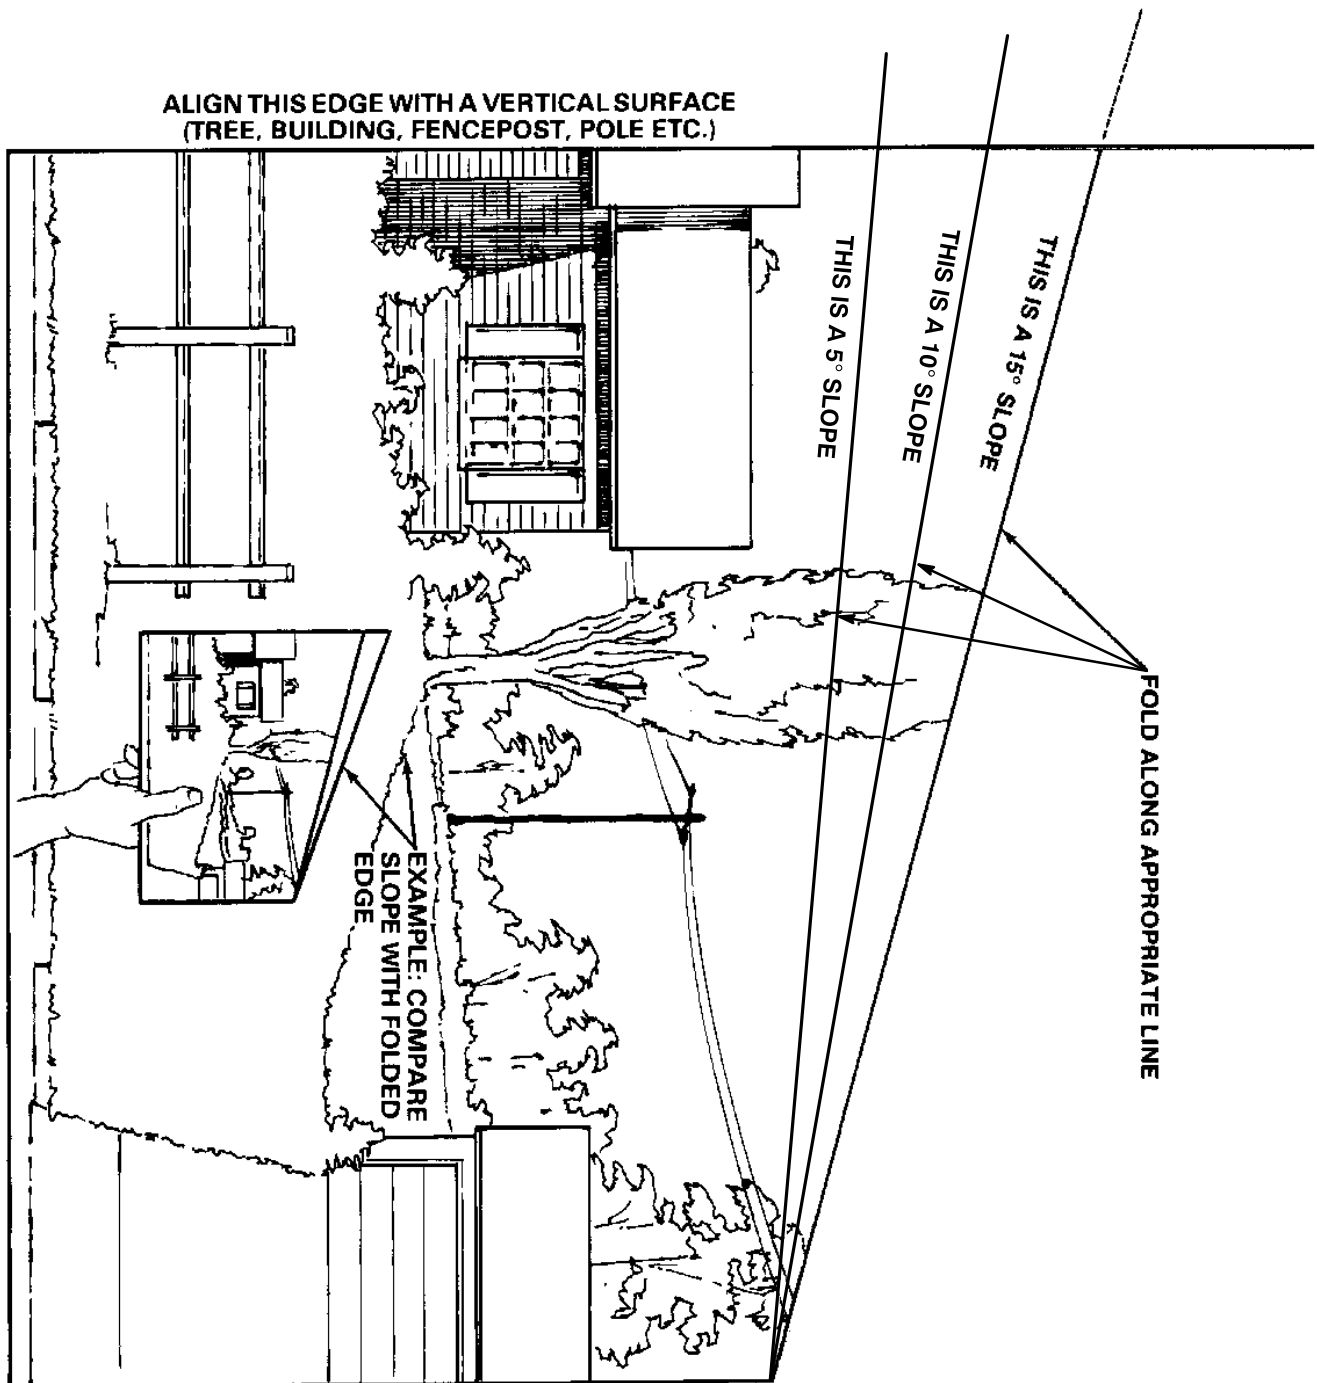 ALIGN THIS EDGE WITH A VERTICAL SURFACE
(TREE, BUILDING, FENCEPOST, POLE ETC.)
THIS IS A 5° SLOPE
THIS IS A 10° SLOPE
THIS IS A 15° SLOPE
FOLD ALONG APPROPRIATE LINE
EXAMPLE: COMPARE
SLOPE WITH FOLDED
EDGE